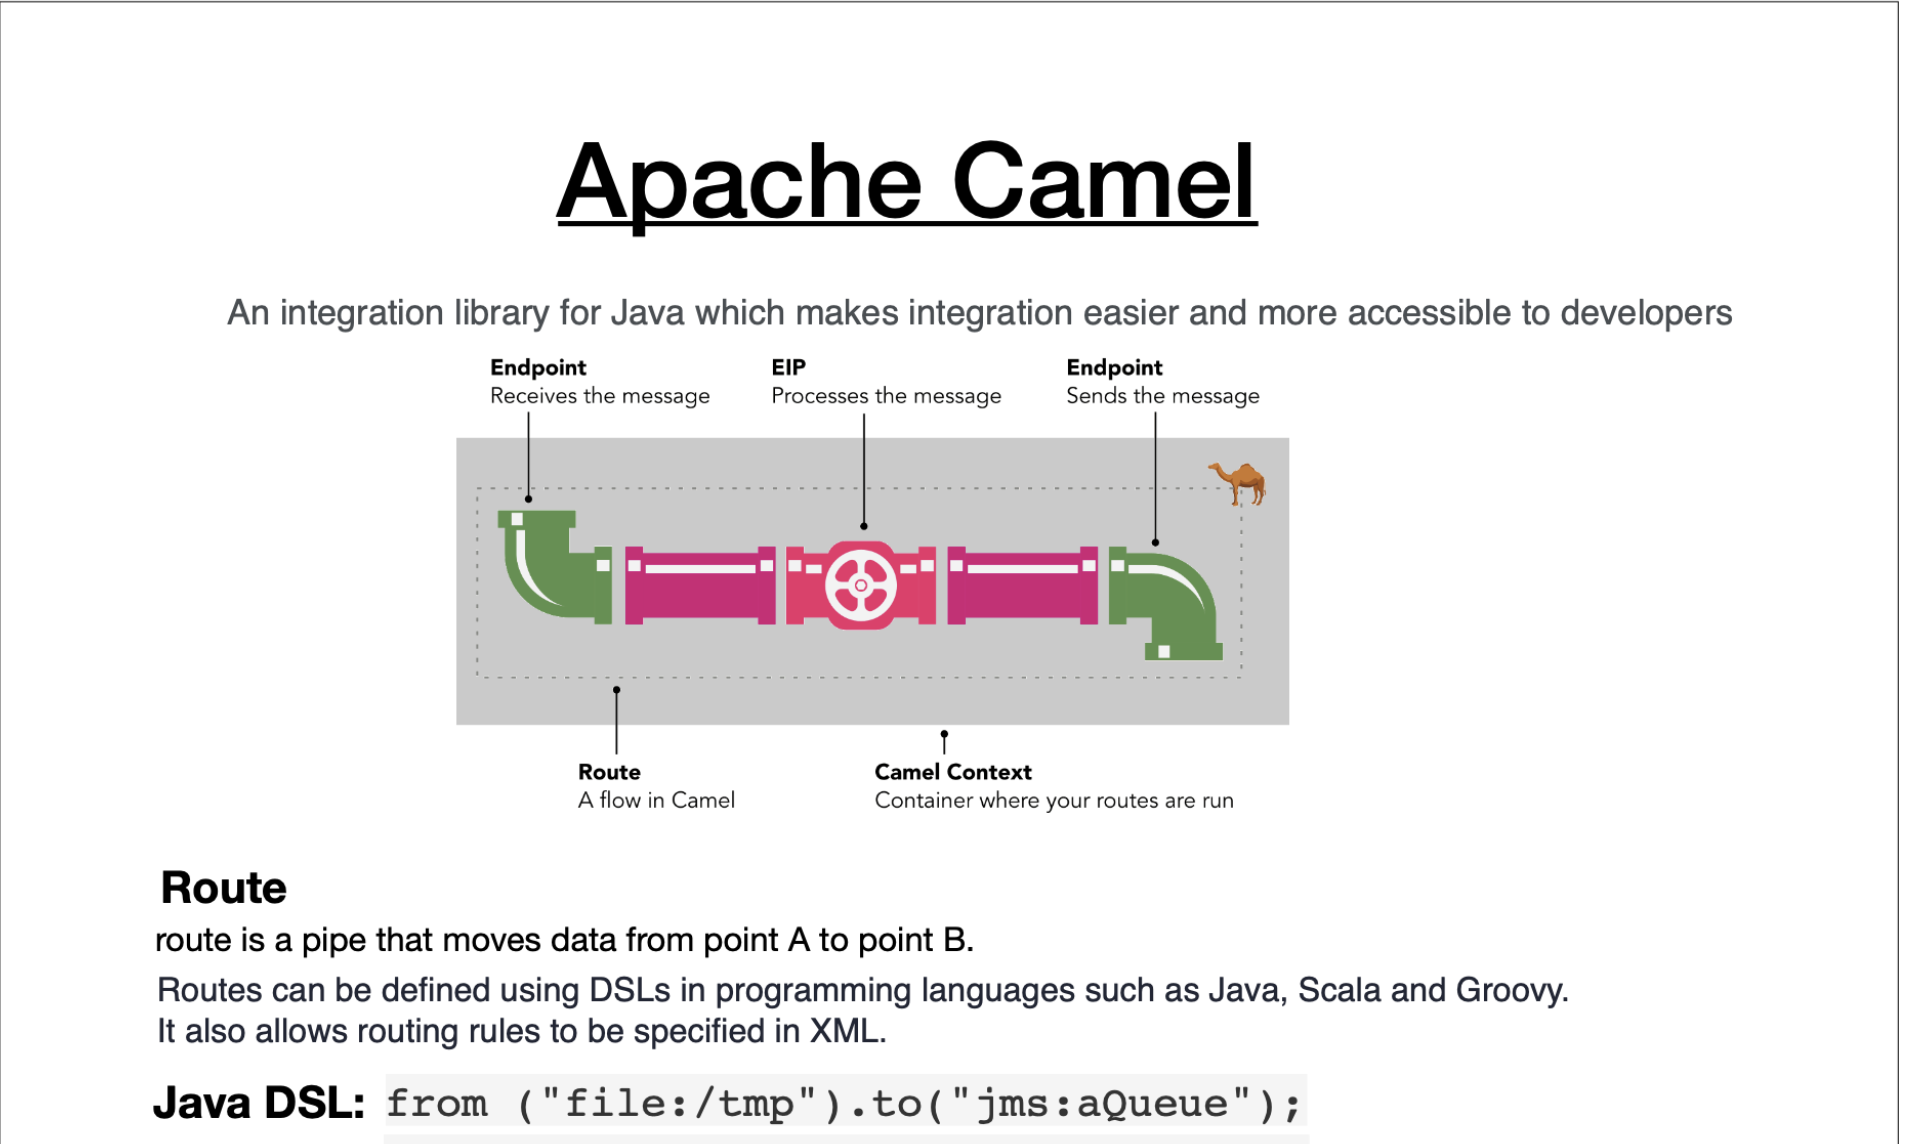 Apache Camel
An integration library for Java which makes integration easier and more accessible to developers
Endpoint
Receives the message
EIP
Processes the message
Endpoint
Sends the message
Route
A flow in Camel
Camel Context
Container where your routes are run
Route
route is a pipe that moves data from point A to point B.
Routes can be defined using DSLs in programming languages such as Java, Scala and Groovy.
It also allows routing rules to be specified in XML.
Java DSL: from ("file:/tmp").to("jms:aQueue");